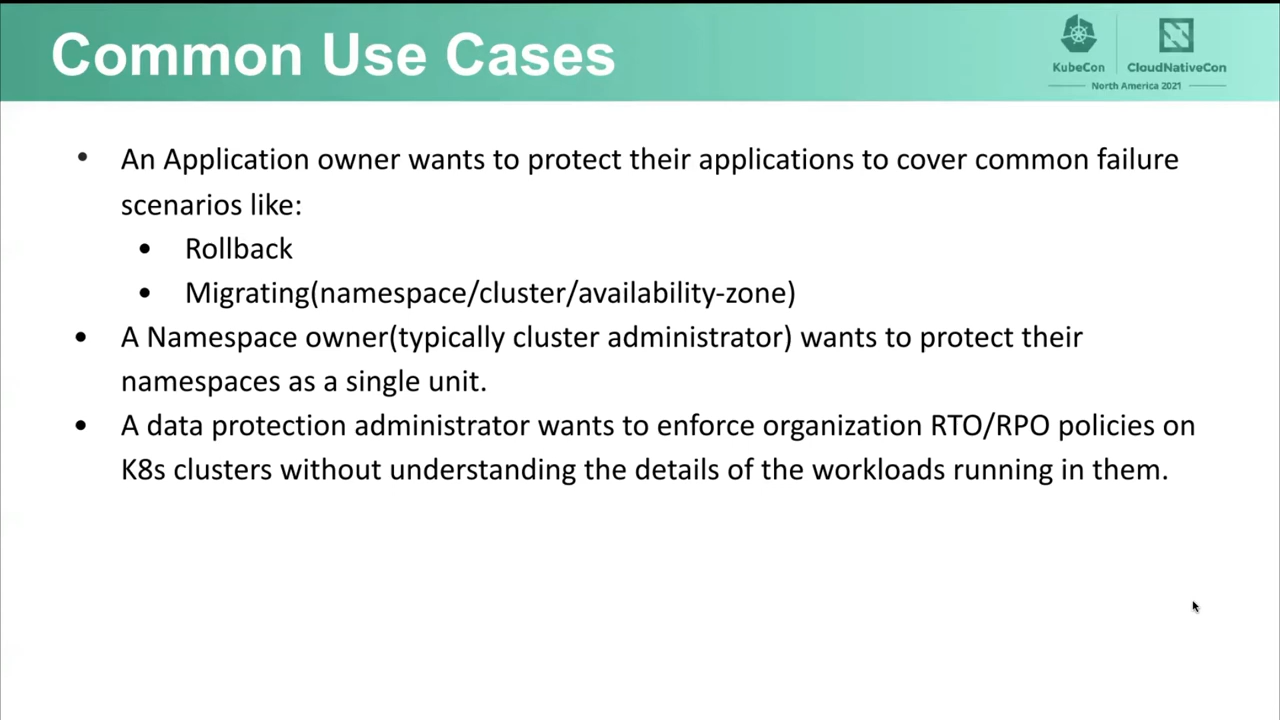 Common Use Cases
KubeCon
CloudNativeCon
North America 2021
• An Application owner wants to protect their applications to cover common failure
scenarios like:
• Rollback
• Migrating(namespace/cluster/availability-zone)
• A Namespace owner(typically cluster administrator) wants to protect their
namespaces as a single unit.
• A data protection administrator wants to enforce organization RTO/RPO policies on
K8s clusters without understanding the details of the workloads running in them.